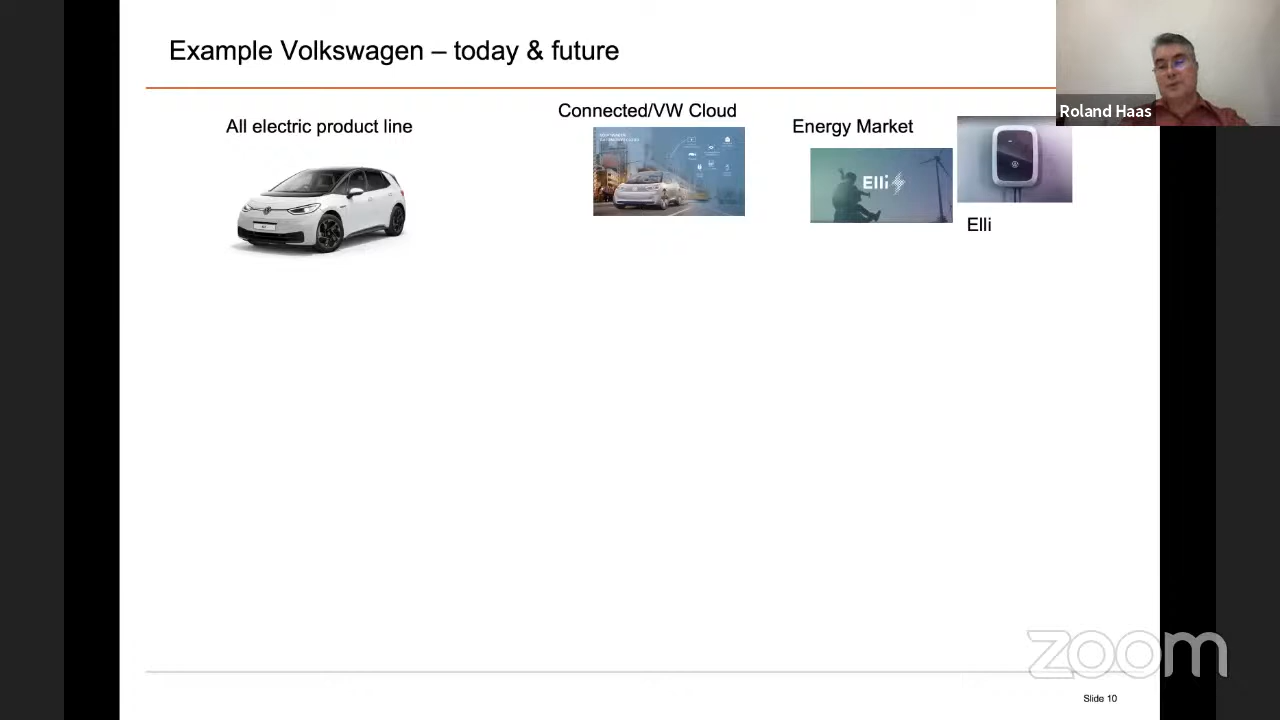 Example Volkswagen – today & future
Roland Haas
All electric product line
Connected/VW Cloud
Energy Market
Elli
Elli
zoom
Slide 10